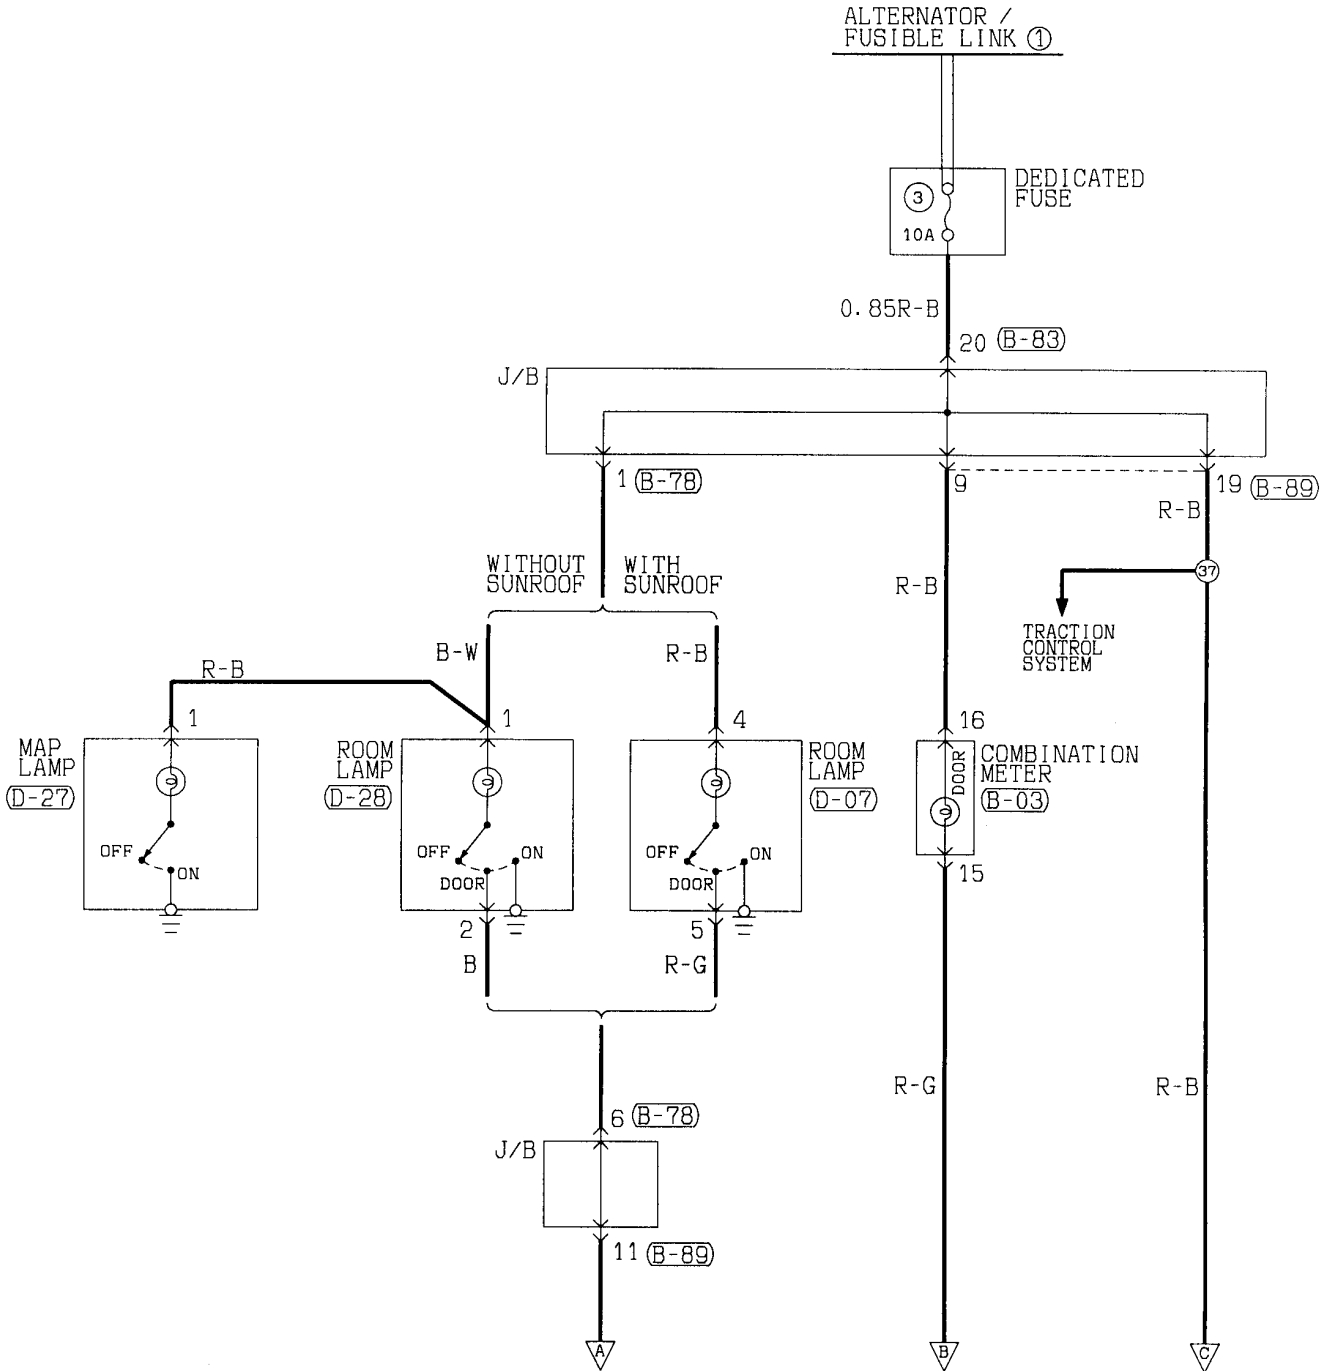 ALTERNATOR /
FUSIBLE LINK ①
DEDICATED
FUSE
3
10A
0.85R-B
20 B-83
J/B
1 B-78
9
19 B-89
R-B
WITHOUT
SUNROOF
WITH
SUNROOF
R-B
37
TRACTION
CONTROL
SYSTEM
B-W
R-B
R-B
1
1
4
16
MAP
LAMP
D-27
ROOM
LAMP
D-28
ROOM
LAMP
D-07
DOOR
COMBINATION
METER
B-03
OFF
ON
OFF
ON
DOOR
OFF
ON
DOOR
15
2
5
B
R-G
R-G
R-B
6 B-78
J/B
11 B-89
A
B
C